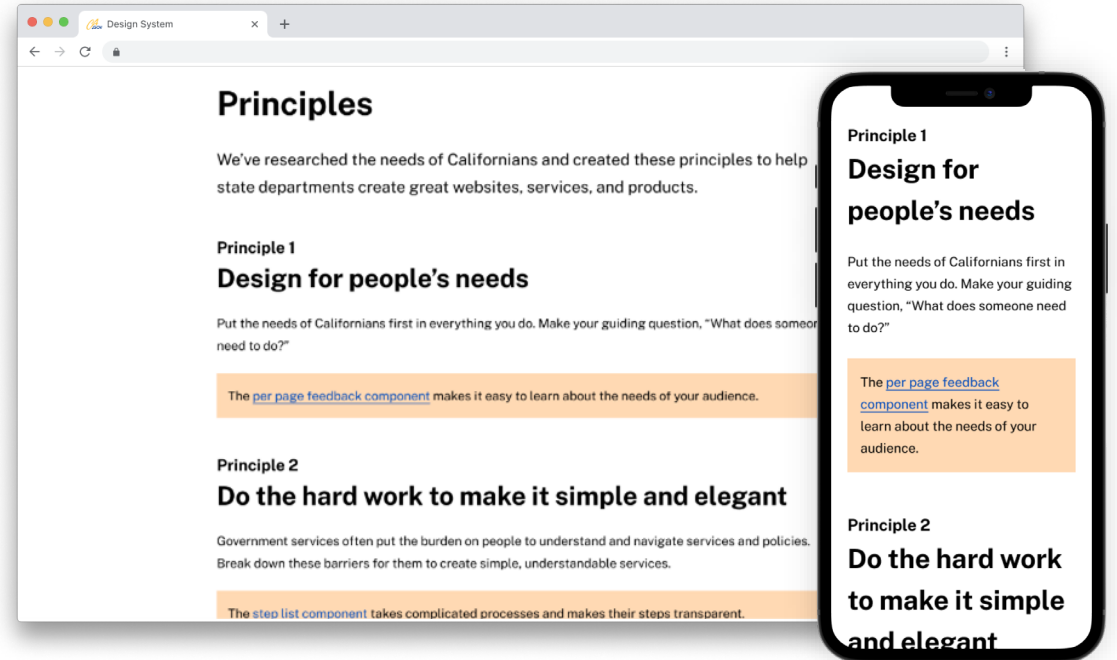 Design System
Principles
We’ve researched the needs of Californians and created these principles to help
state departments create great websites, services, and products.
Principle 1
Design for people’s needs
Put the needs of Californians first in everything you do. Make your guiding question, “What does someon
need to do?”
The per page feedback component makes it easy to learn about the needs of your audience.
Principle 2
Do the hard work to make it simple and elegant
Government services often put the burden on people to understand and navigate services and policies.
Break down these barriers for them to create simple, understandable services.
The step list component takes complicated processes and makes their steps transparent.
Principle 1
Design for
people’s needs
Put the needs of Californians first in
everything you do. Make your guiding
question, “What does someone need
to do?”
The per page feedback
component makes it easy to
learn about the needs of your
audience.
Principle 2
Do the hard work
to make it simple
and elegant